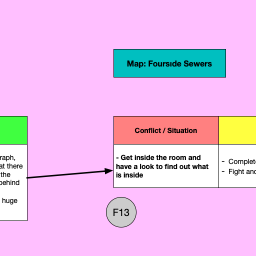 Map: Fourside Sewers
Conflict / Situation
raph,
at there
the
behind
huge
- Get inside the room and
have a look to find out what
is inside
- Complete
- Fight and
F13